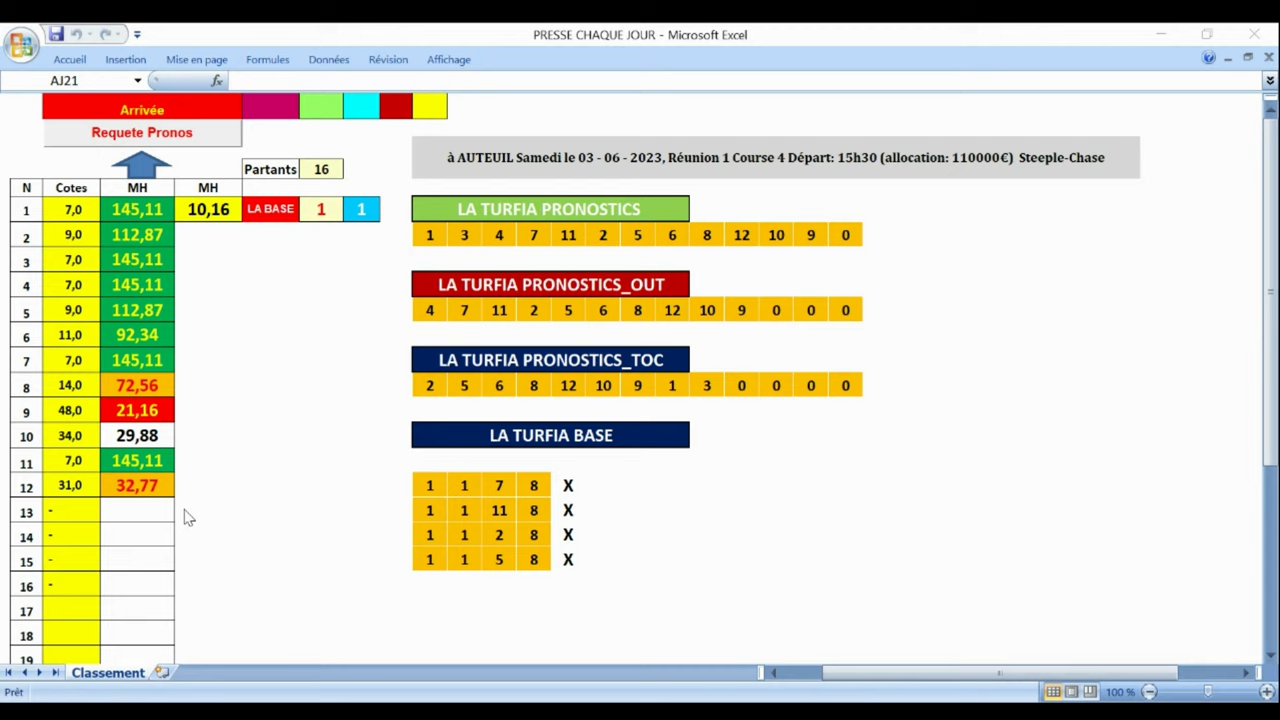 PRESSE CHAQUE JOUR - Microsoft Excel
Accueil Insertion Mise en page Formules Données Révision Affichage
AJ21 fx
Arrivée
Requete Pronos
à AUTEUIL Samedi le 03 - 06 - 2023, Réunion 1 Course 4 Départ: 15h30 (allocation: 110000€) Steeple-Chase
Partants 16
N Cotes MH MH
1 7,0 145,11 10,16 LA BASE 1 1
2 9,0 112,87
3 7,0 145,11
4 7,0 145,11
5 9,0 112,87
6 11,0 92,34
7 7,0 145,11
8 14,0 72,56
9 48,0 21,16
10 34,0 29,88
11 7,0 145,11
12 31,0 32,77
13 -
14 -
15 -
16 -
17
18
19
LA TURFIA PRONOSTICS
1 3 4 7 11 2 5 6 8 12 10 9 0
LA TURFIA PRONOSTICS_OUT
4 7 11 2 5 6 8 12 10 9 0 0 0
LA TURFIA PRONOSTICS_TOC
2 5 6 8 12 10 9 1 3 0 0 0 0
LA TURFIA BASE
1 1 7 8 X
1 1 11 8 X
1 1 2 8 X
1 1 5 8 X
Classement
Prêt 100 %